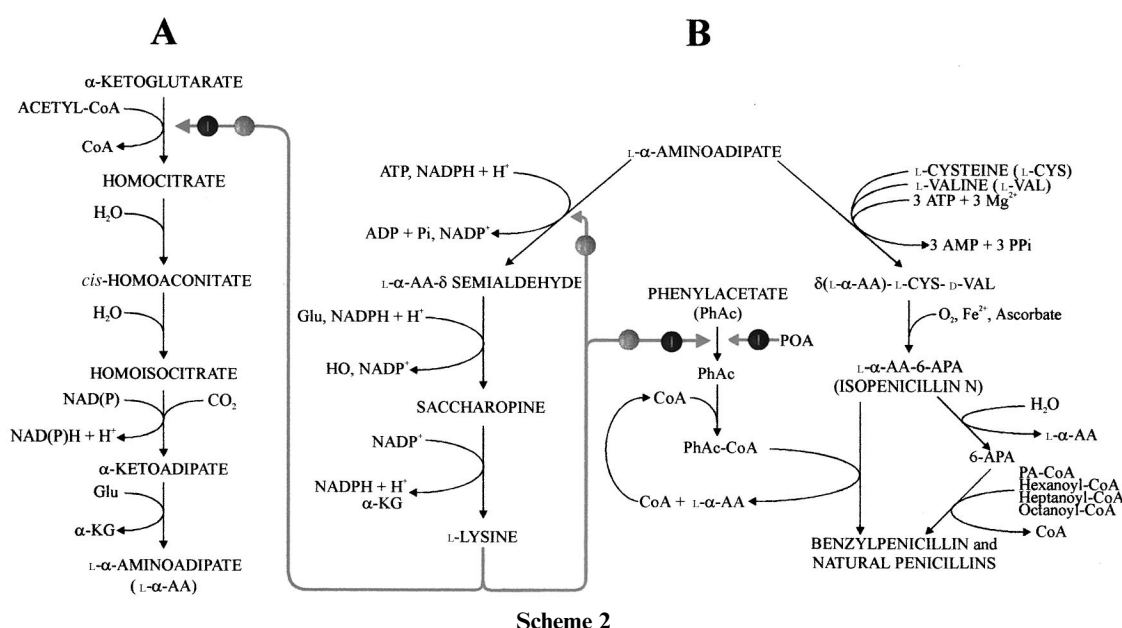 A
B
α-KETOGLUTARATE
ACETYL-CoA
CoA
HOMOCITRATE
H₂O
cis-HOMOACONITATE
H₂O
HOMOISOCITRATE
NAD(P)
CO₂
NAD(P)H + H⁺
α-KETOADIPATE
Glu
α-KG
L-α-AMINOADIPATE
( L-α-AA)
I
L-α-AMINOADIPATE
ATP, NADPH + H⁺
ADP + Pi, NADP⁺
L-α-AA-δ SEMIALDEHYDE
Glu, NADPH + H⁺
HO, NADP⁺
SACCHAROPINE
NADP⁺
NADPH + H⁺
α-KG
L-LYSINE
PHENYLACETATE
(PhAc)
I
I
POA
PhAc
CoA
PhAc-CoA
CoA + L-α-AA
L-CYSTEINE ( L-CYS)
L-VALINE ( L-VAL)
3 ATP + 3 Mg²⁺
3 AMP + 3 PPi
δ(L-α-AA)- L-CYS- D-VAL
O₂, Fe²⁺, Ascorbate
L-α-AA-6-APA
(ISOPENICILLIN N)
H₂O
L-α-AA
6-APA
PA-CoA
Hexanoyl-CoA
Heptanoyl-CoA
Octanoyl-CoA
CoA
BENZYLPENICILLIN and
NATURAL PENICILLINS
Scheme 2